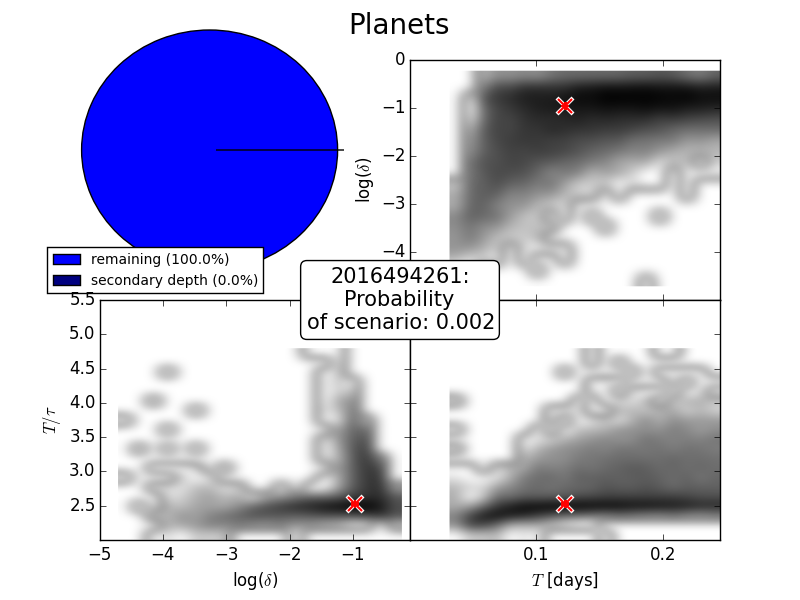 Planets
remaining (100.0%)
secondary depth (0.0%)
0
−1
−2
−3
−4
log(δ)
2016494261:
Probability
of scenario: 0.002
5.5
5.0
4.5
4.0
3.5
3.0
2.5
T/τ
−5
−4
−3
−2
−1
log(δ)
0.1
0.2
T [days]